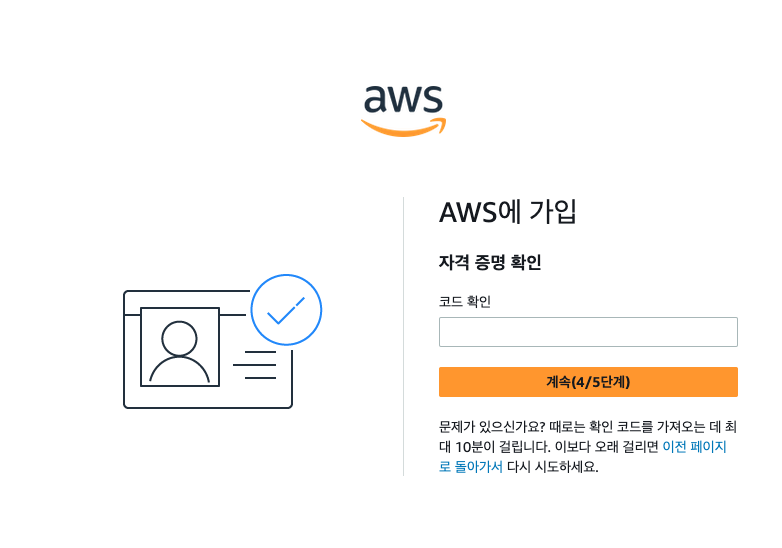 aws
AWS에 가입
자격 증명 확인
코드 확인
계속(4/5단계)
문제가 있으신가요? 때로는 확인 코드를 가져오는 데 최
대 10분이 걸립니다. 이보다 오래 걸리면 이전 페이지
로 돌아가서 다시 시도하세요.